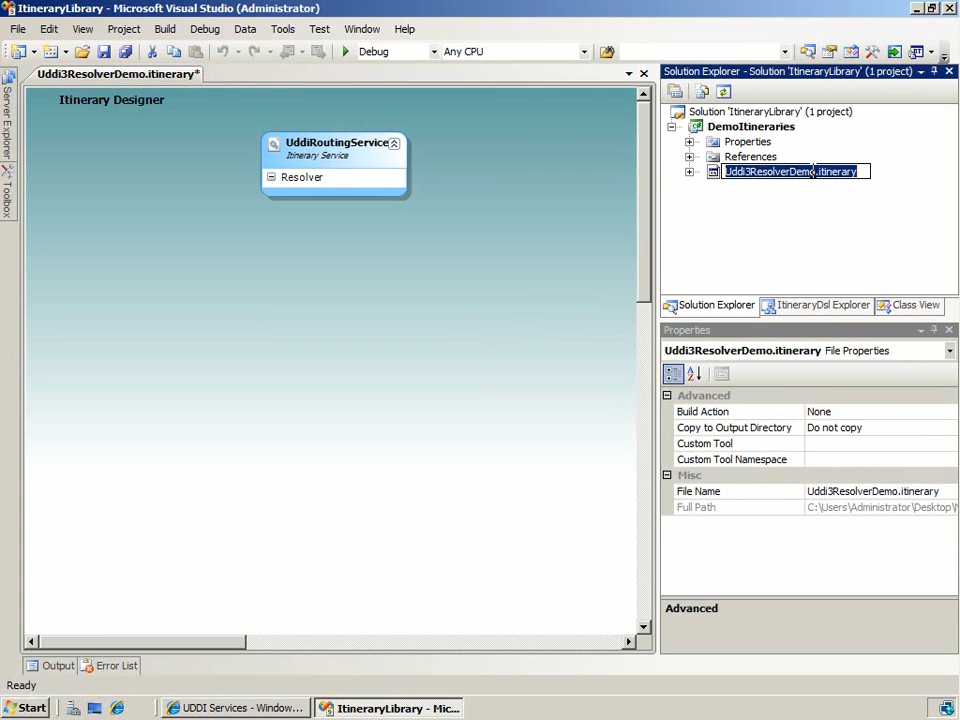 ItineraryLibrary - Microsoft Visual Studio (Administrator)
File Edit View Project Build Debug Data Tools Test Window Help
Debug Any CPU
Uddi3ResolverDemo.itinerary*
Server Explorer
Toolbox
Itinerary Designer
UddiRoutingService
Itinerary Service
Resolver
Solution Explorer - Solution 'ItineraryLibrary' (1 project)
Solution 'ItineraryLibrary' (1 project)
DemoItineraries
Properties
References
Uddi3ResolverDemo.itinerary
Solution Explorer ItineraryDsl Explorer Class View
Properties
Uddi3ResolverDemo.itinerary File Properties
Advanced
Build Action None
Copy to Output Directory Do not copy
Custom Tool
Custom Tool Namespace
Misc
File Name Uddi3ResolverDemo.itinerary
Full Path C:\Users\Administrator\Desktop\
Advanced
Output Error List
Ready
Start UDDI Services - Window... ItineraryLibrary - Mic...